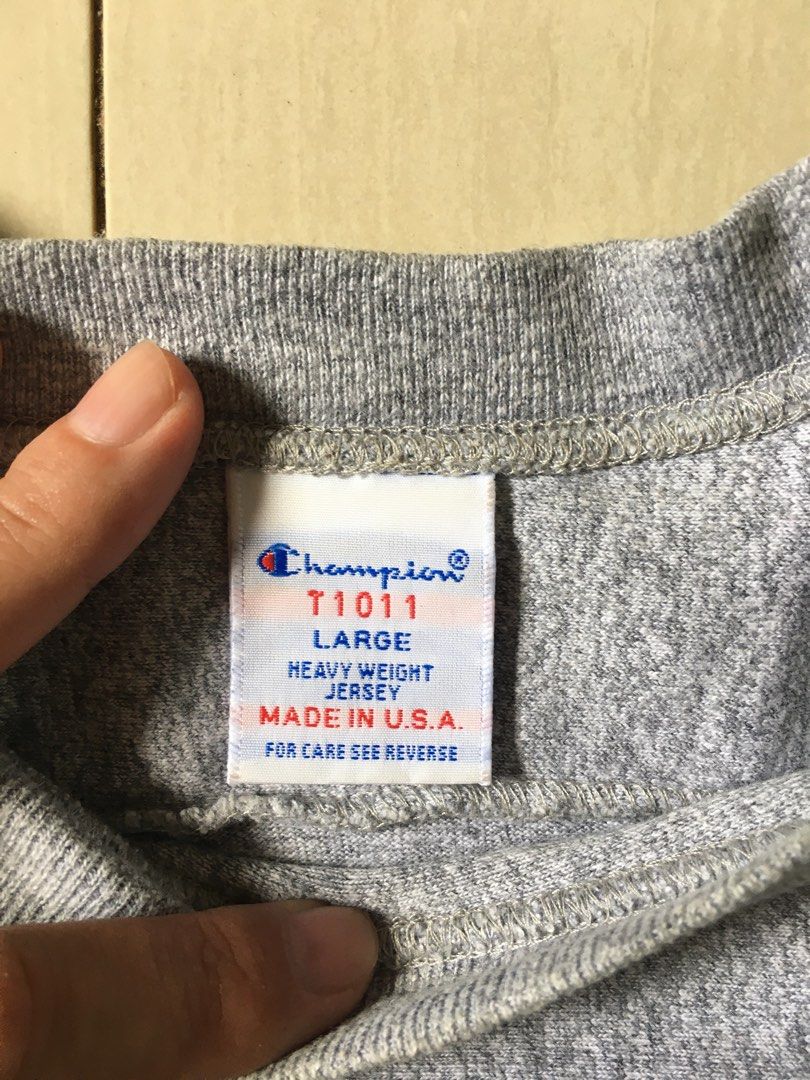 Champion®
T1011
LARGE
HEAVY WEIGHT
JERSEY
MADE IN U.S.A.
FOR CARE SEE REVERSE